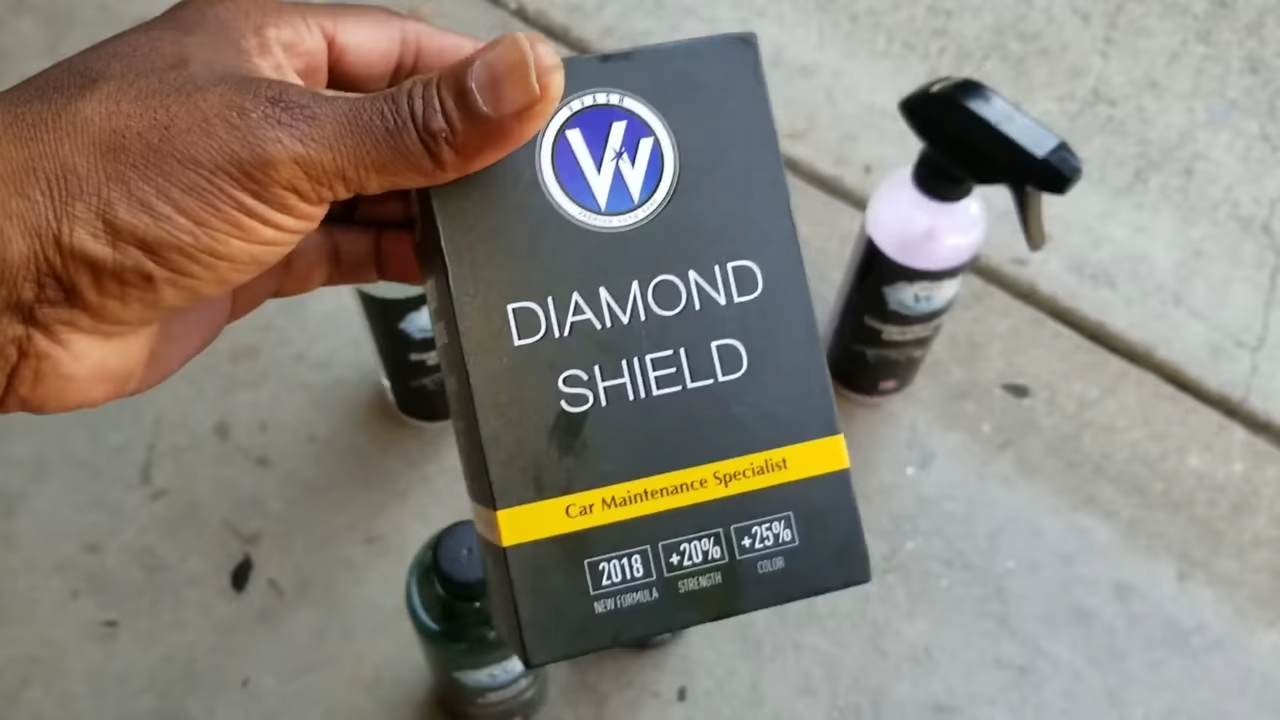 W
DIAMOND
SHIELD
Car Maintenance Specialist
2018 +20% +25%
NEW FORMULA STRENGTH COLOR